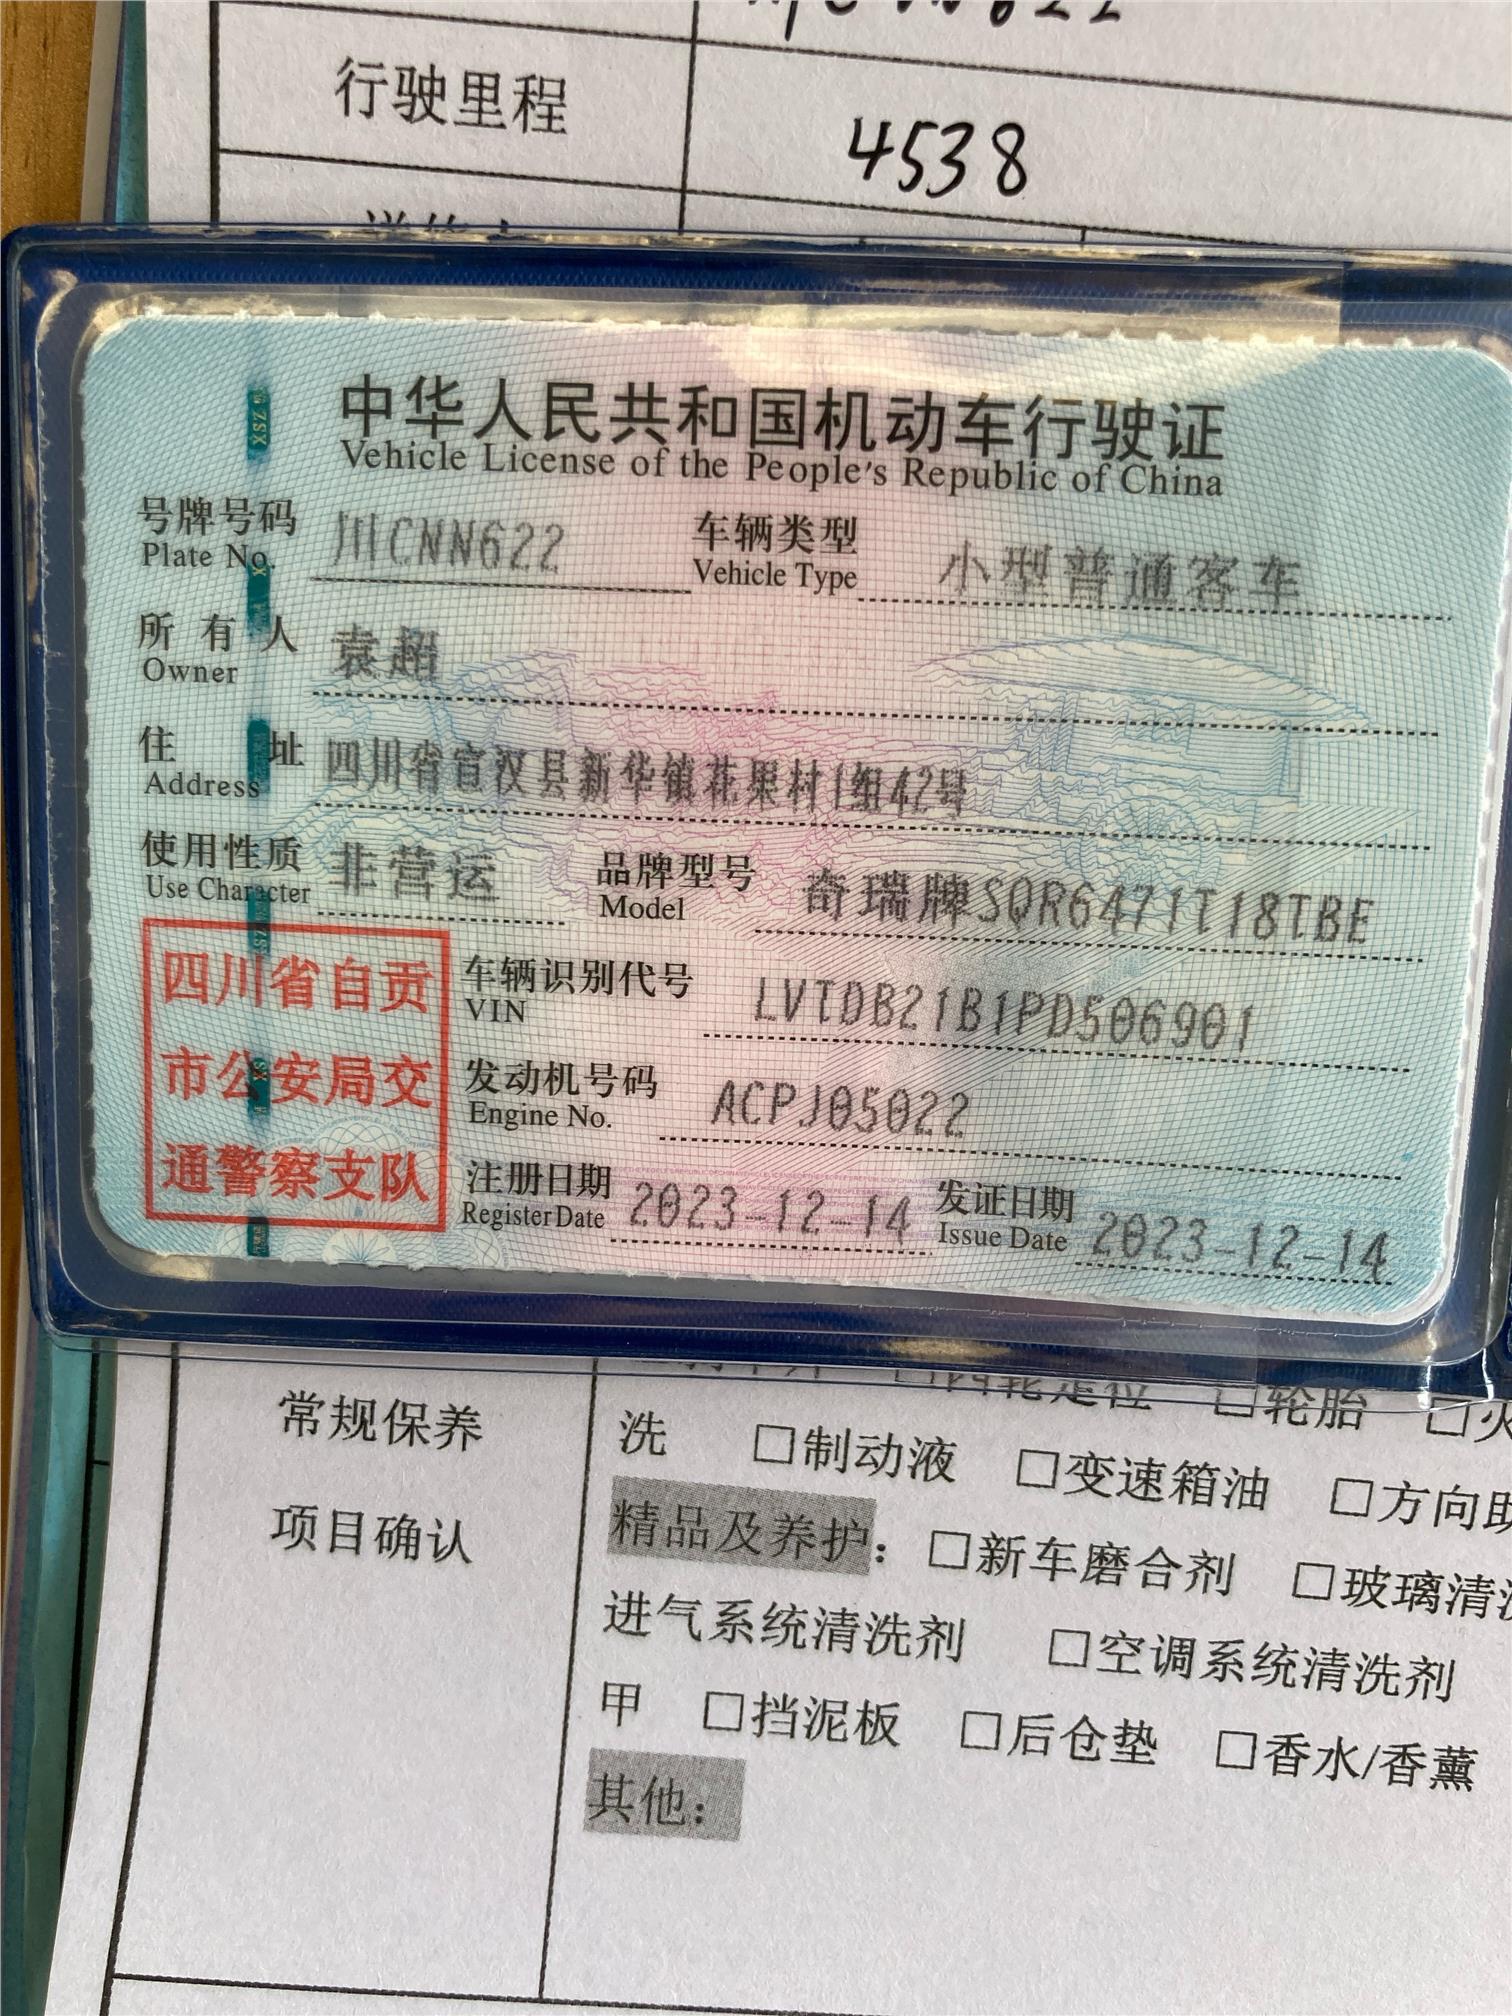 行驶里程
4538
中华人民共和国机动车行驶证
Vehicle License of the People's Republic of China
号牌号码 川CNN622 车辆类型 小型普通客车
Plate No. Vehicle Type
所有人 袁超
Owner
住址 四川省宣汉县新华镇花果村1组42号
Address
使用性质 非营运 品牌型号 奇瑞牌SQR6471T18TBE
Use Character Model
四川省自贡
市公安局交
通警察支队
车辆识别代号 LVTDB21B1PD506901
VIN
发动机号码 ACPJ05022
Engine No.
注册日期 2023-12-14 发证日期 2023-12-14
Register Date Issue Date
常规保养
项目确认
□四轮定位 □轮胎
洗 □制动液 □变速箱油 □方向助
精品及养护： □新车磨合剂 □玻璃清洗
进气系统清洗剂 □空调系统清洗剂
甲 □挡泥板 □后仓垫 □香水/香薰
其他：